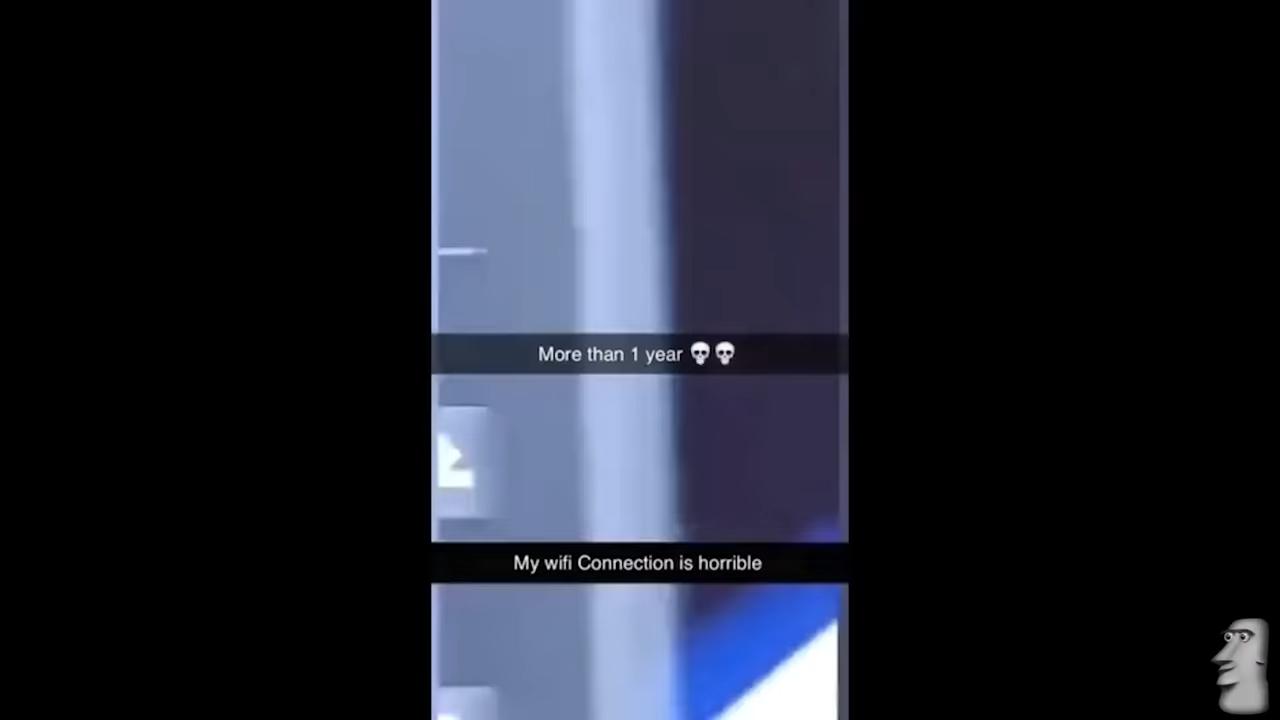 More than 1 year 💀💀
My wifi Connection is horrible